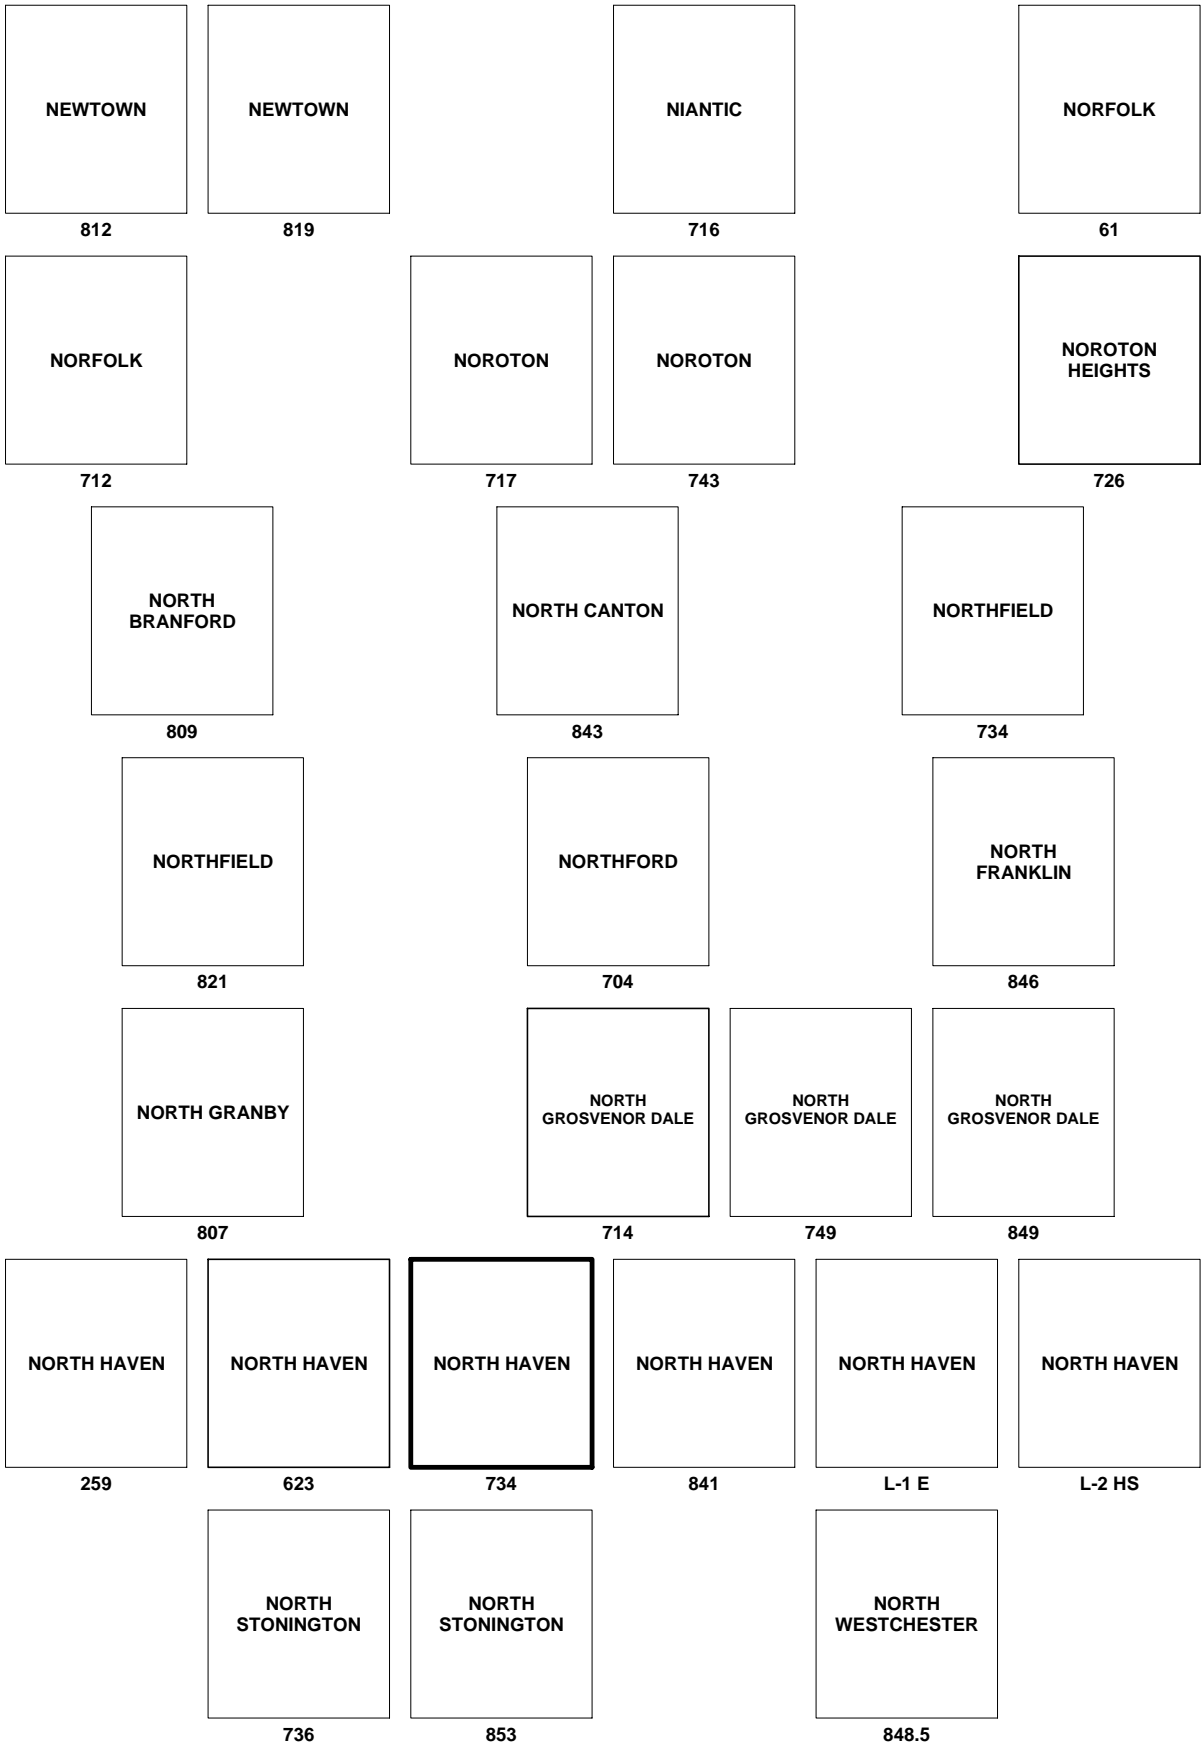 NEWTOWN
812
NEWTOWN
819
NIANTIC
716
NORFOLK
61
NORFOLK
712
NOROTON
717
NOROTON
743
NOROTON
HEIGHTS
726
NORTH
BRANFORD
809
NORTH CANTON
843
NORTHFIELD
734
NORTHFIELD
821
NORTHFORD
704
NORTH
FRANKLIN
846
NORTH GRANBY
807
NORTH
GROSVENOR DALE
714
NORTH
GROSVENOR DALE
749
NORTH
GROSVENOR DALE
849
NORTH HAVEN
259
NORTH HAVEN
623
NORTH HAVEN
734
NORTH HAVEN
841
NORTH HAVEN
L-1 E
NORTH HAVEN
L-2 HS
NORTH
STONINGTON
736
NORTH
STONINGTON
853
NORTH
WESTCHESTER
848.5